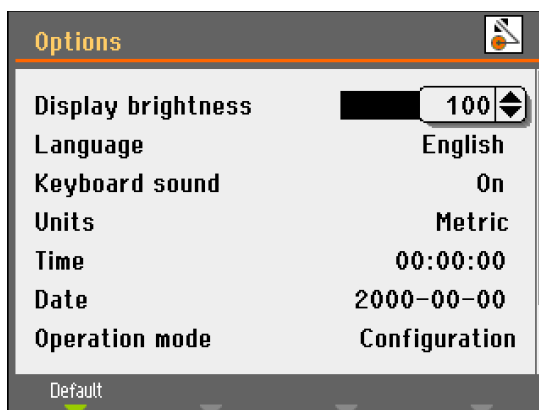 Options
Display brightness 100
Language English
Keyboard sound On
Units Metric
Time 00:00:00
Date 2000-00-00
Operation mode Configuration
Default